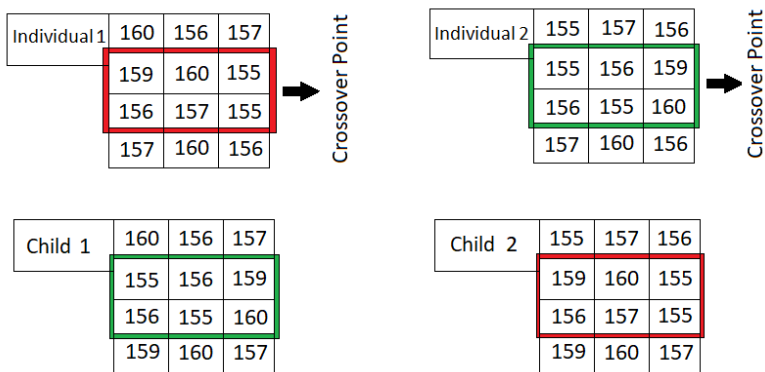 Individual 1 160 156 157
159 160 155
156 157 155
157 160 156
Crossover Point
Individual 2 155 157 156
155 156 159
156 155 160
157 160 156
Crossover Point
Child 1 160 156 157
155 156 159
156 155 160
159 160 157
Child 2 155 157 156
159 160 155
156 157 155
159 160 157